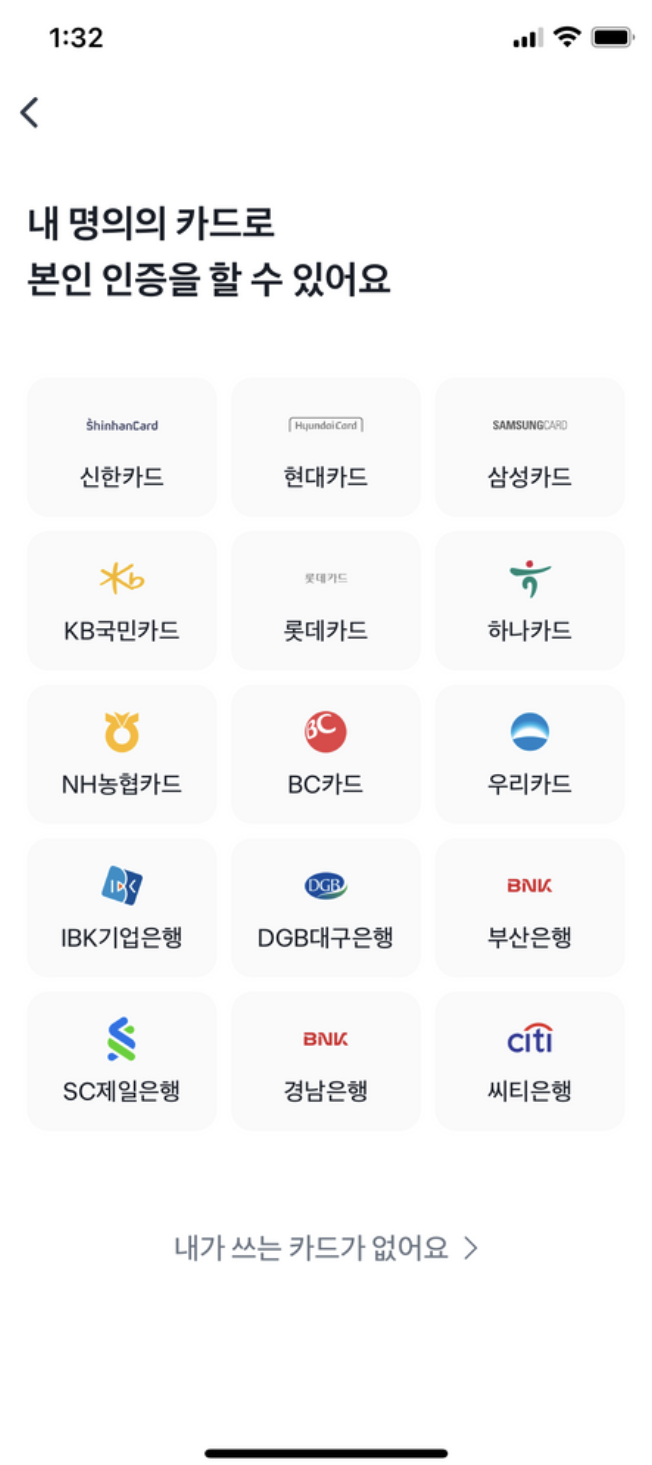 1:32
내 명의의 카드로
본인 인증을 할 수 있어요
ShinhanCard
HyundaiCard
SAMSUNGCARD
신한카드
현대카드
삼성카드
Kb
롯데카드
KB국민카드
롯데카드
하나카드
BC
NH농협카드
BC카드
우리카드
IBK
DGB
BNK
IBK기업은행
DGB대구은행
부산은행
BNK
citi
SC제일은행
경남은행
씨티은행
내가 쓰는 카드가 없어요 >